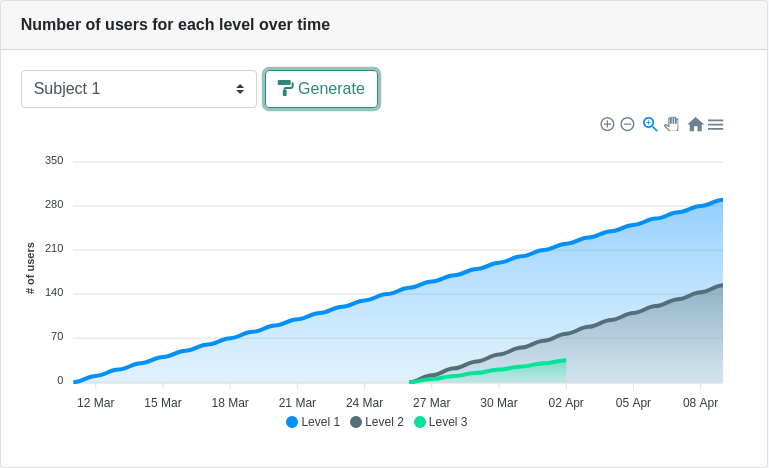 Number of users for each level over time
Subject 1
Generate
350
280
210
140
70
0
# of users
12 Mar 15 Mar 18 Mar 21 Mar 24 Mar 27 Mar 30 Mar 02 Apr 05 Apr 08 Apr
Level 1 Level 2 Level 3